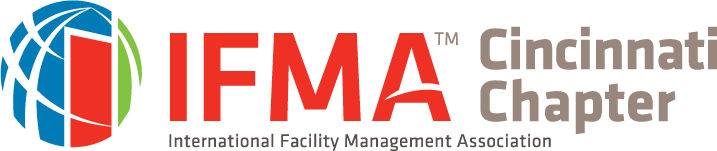 IFMA™ Cincinnati
Chapter
International Facility Management Association